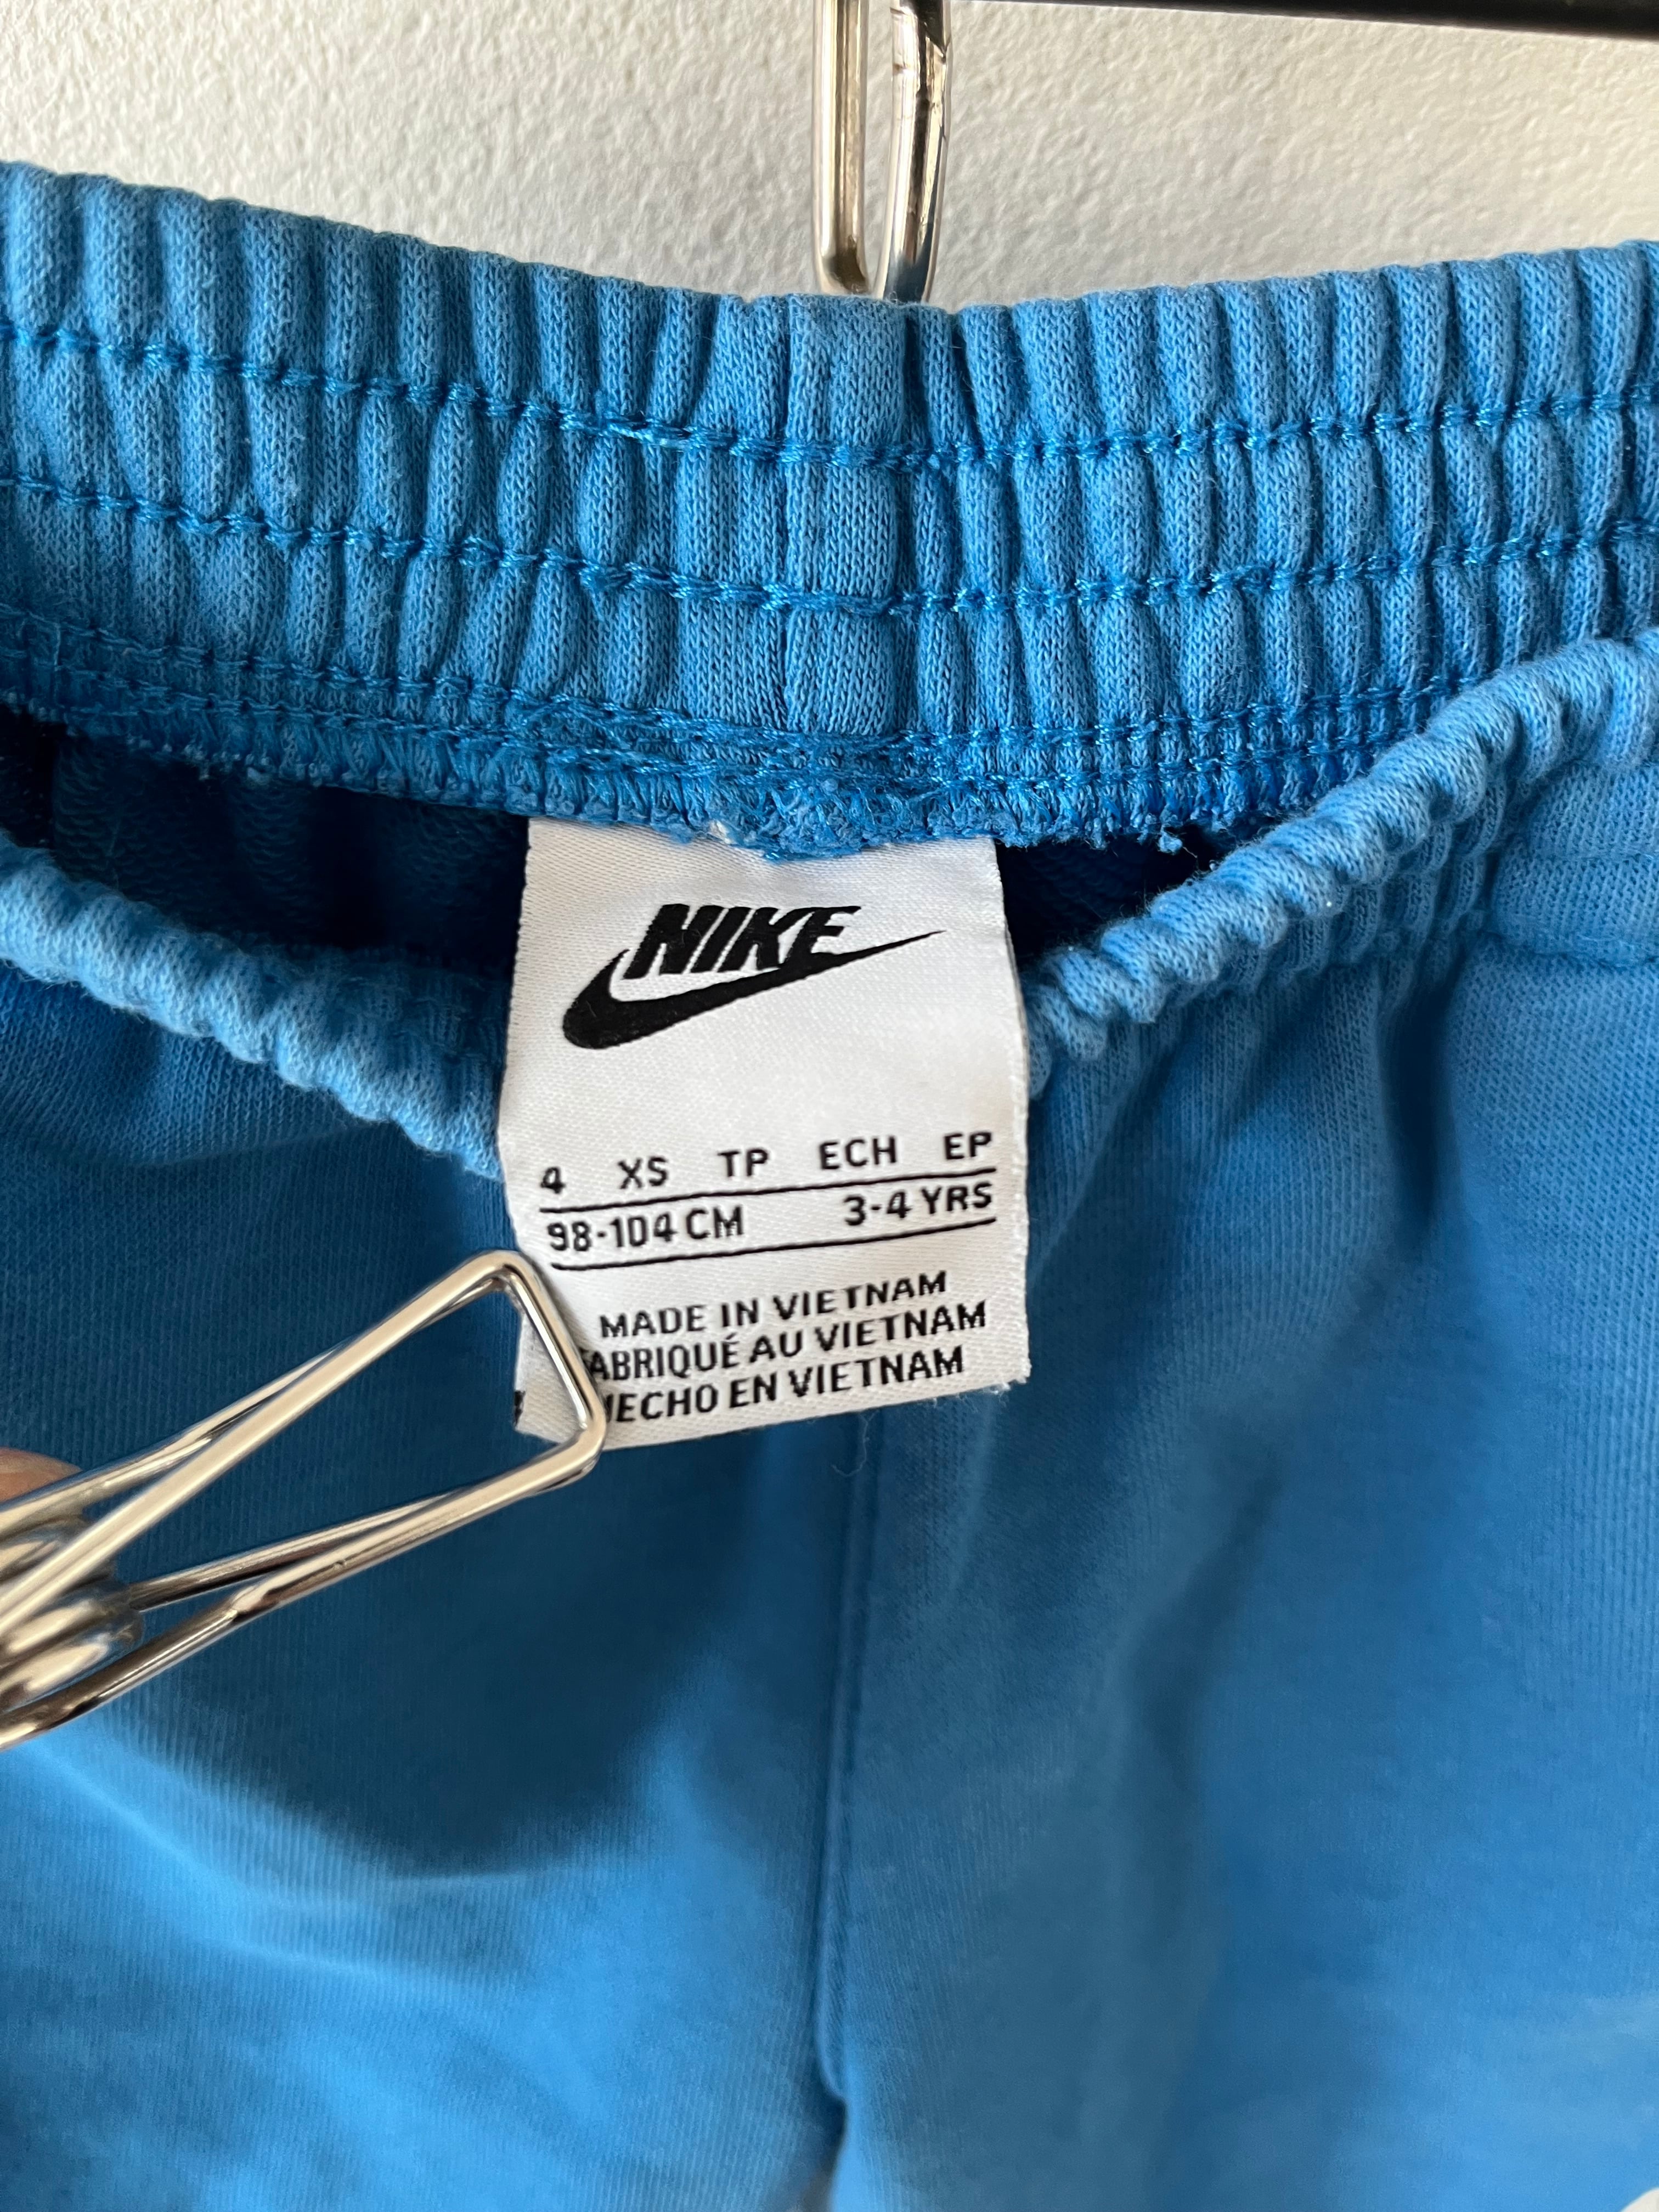 NIKE
4 XS TP ECH EP
98-104 CM 3-4 YRS
MADE IN VIETNAM
ABRIQUÉ AU VIETNAM
ECHO EN VIETNAM